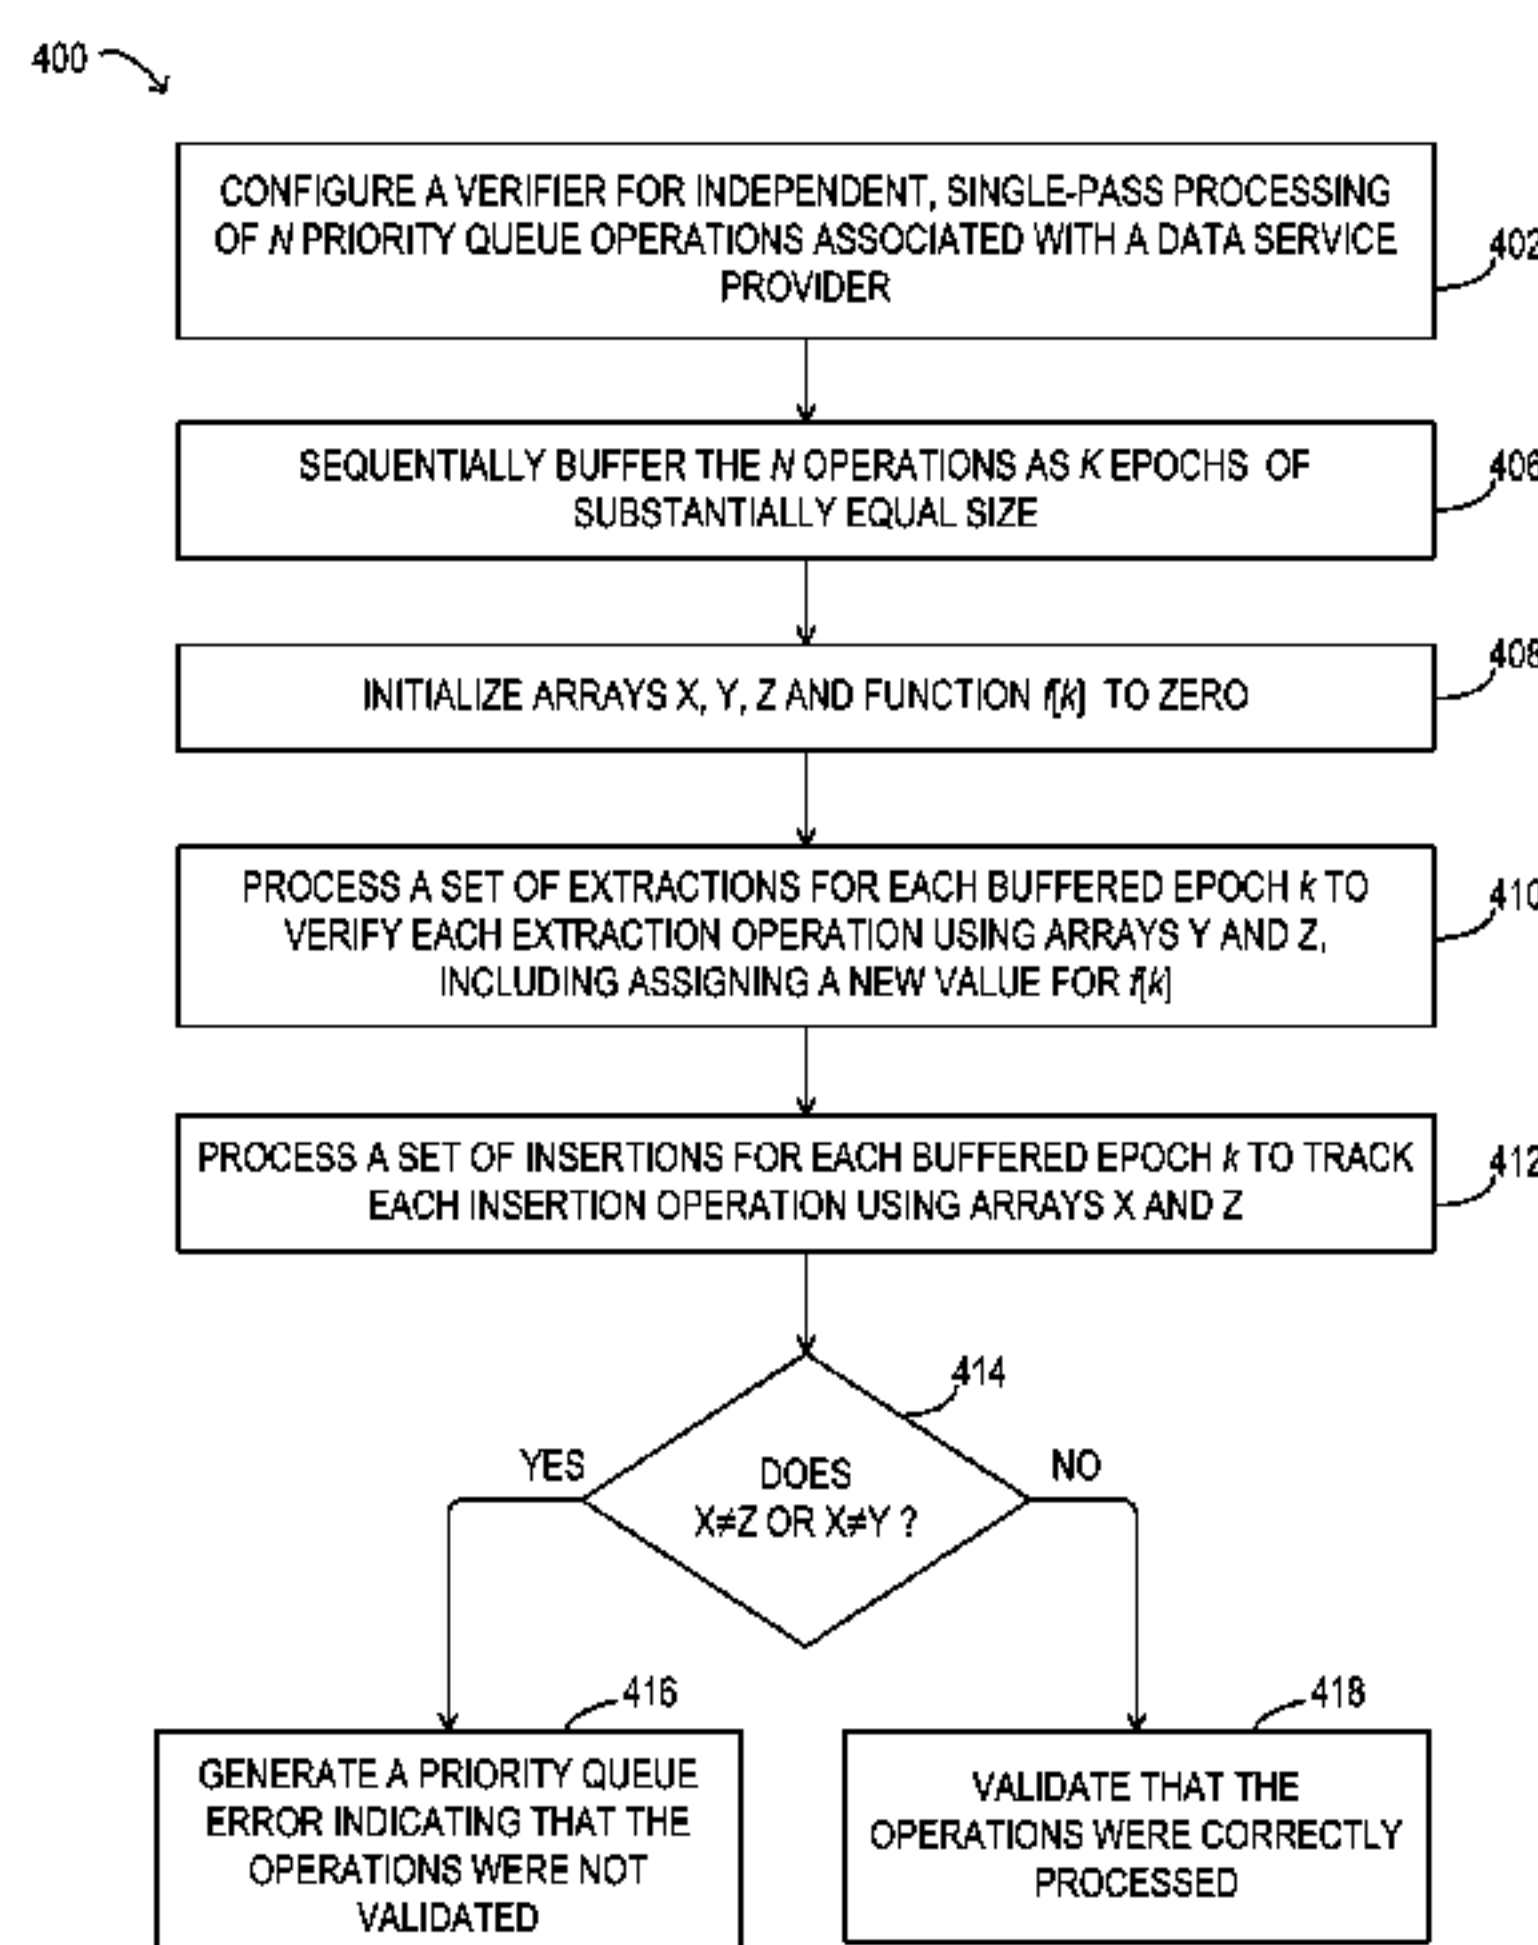 400
CONFIGURE A VERIFIER FOR INDEPENDENT, SINGLE-PASS PROCESSING
OF N PRIORITY QUEUE OPERATIONS ASSOCIATED WITH A DATA SERVICE
PROVIDER
402
SEQUENTIALLY BUFFER THE N OPERATIONS AS K EPOCHS OF
SUBSTANTIALLY EQUAL SIZE
406
INITIALIZE ARRAYS X, Y, Z AND FUNCTION f[k] TO ZERO
408
PROCESS A SET OF EXTRACTIONS FOR EACH BUFFERED EPOCH k TO
VERIFY EACH EXTRACTION OPERATION USING ARRAYS Y AND Z,
INCLUDING ASSIGNING A NEW VALUE FOR f[k]
410
PROCESS A SET OF INSERTIONS FOR EACH BUFFERED EPOCH k TO TRACK
EACH INSERTION OPERATION USING ARRAYS X AND Z
412
414
YES
DOES
X≠Z OR X≠Y ?
NO
416
GENERATE A PRIORITY QUEUE
ERROR INDICATING THAT THE
OPERATIONS WERE NOT
VALIDATED
418
VALIDATE THAT THE
OPERATIONS WERE CORRECTLY
PROCESSED